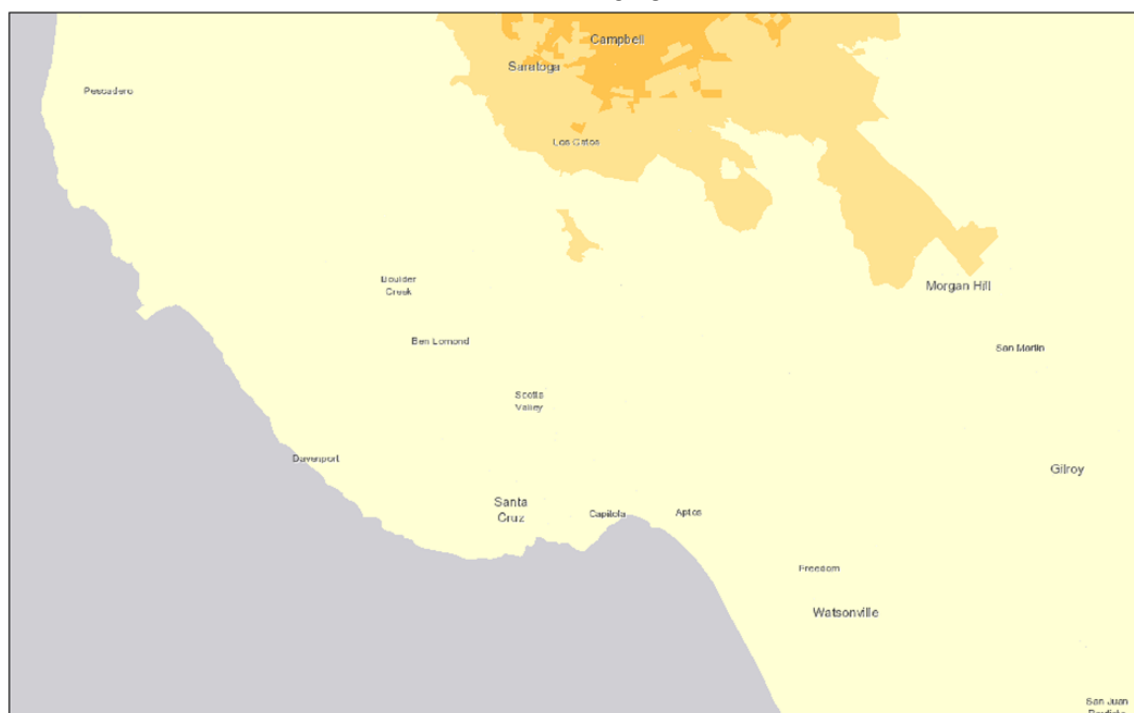 Campbell
Saratoga
Pescadero
Los Gatos
Boulder
Creek
Morgan Hill
Ben Lomond
San Martin
Scotts
Valley
Davenport
Gilroy
Santa
Cruz
Capitola
Aptos
Freedom
Watsonville
San Juan